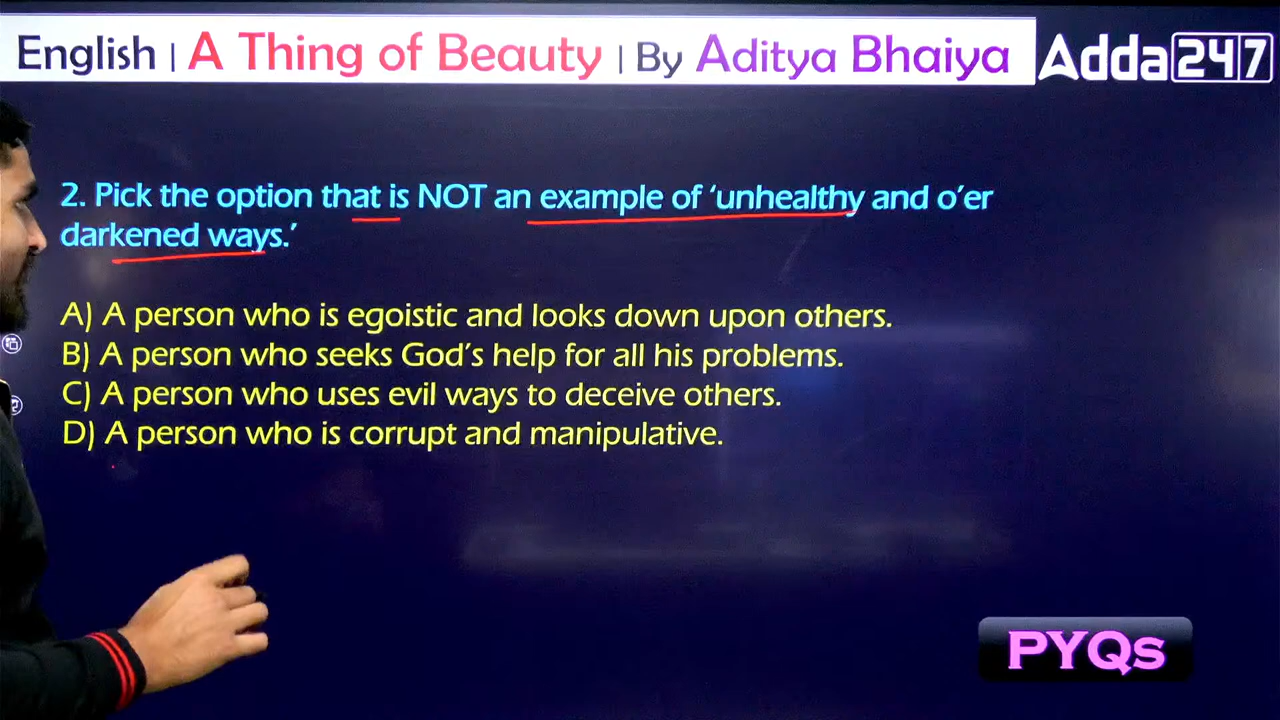 English | A Thing of Beauty | By Aditya Bhaiya
Adda247
2. Pick the option that is NOT an example of ‘unhealthy and o’er
darkened ways.’
A) A person who is egoistic and looks down upon others.
B) A person who seeks God’s help for all his problems.
C) A person who uses evil ways to deceive others.
D) A person who is corrupt and manipulative.
PYQs